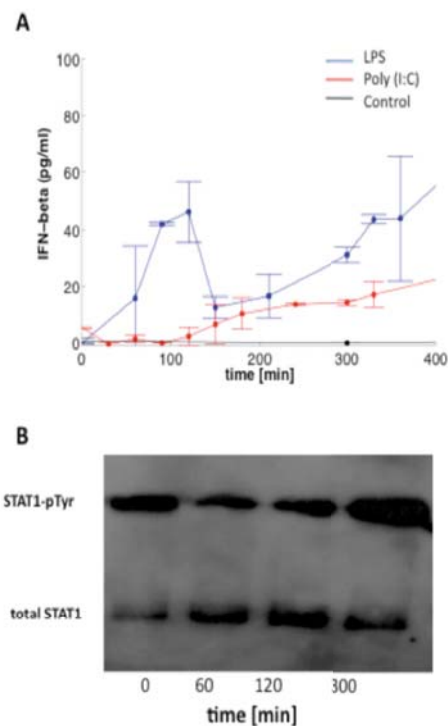 A
100
80
60
40
20
0
IFN–beta (pg/ml)
LPS
Poly (I:C)
Control
0 100 200 300 400
time [min]
B
STAT1-pTyr
total STAT1
0 60 120 300
time [min]